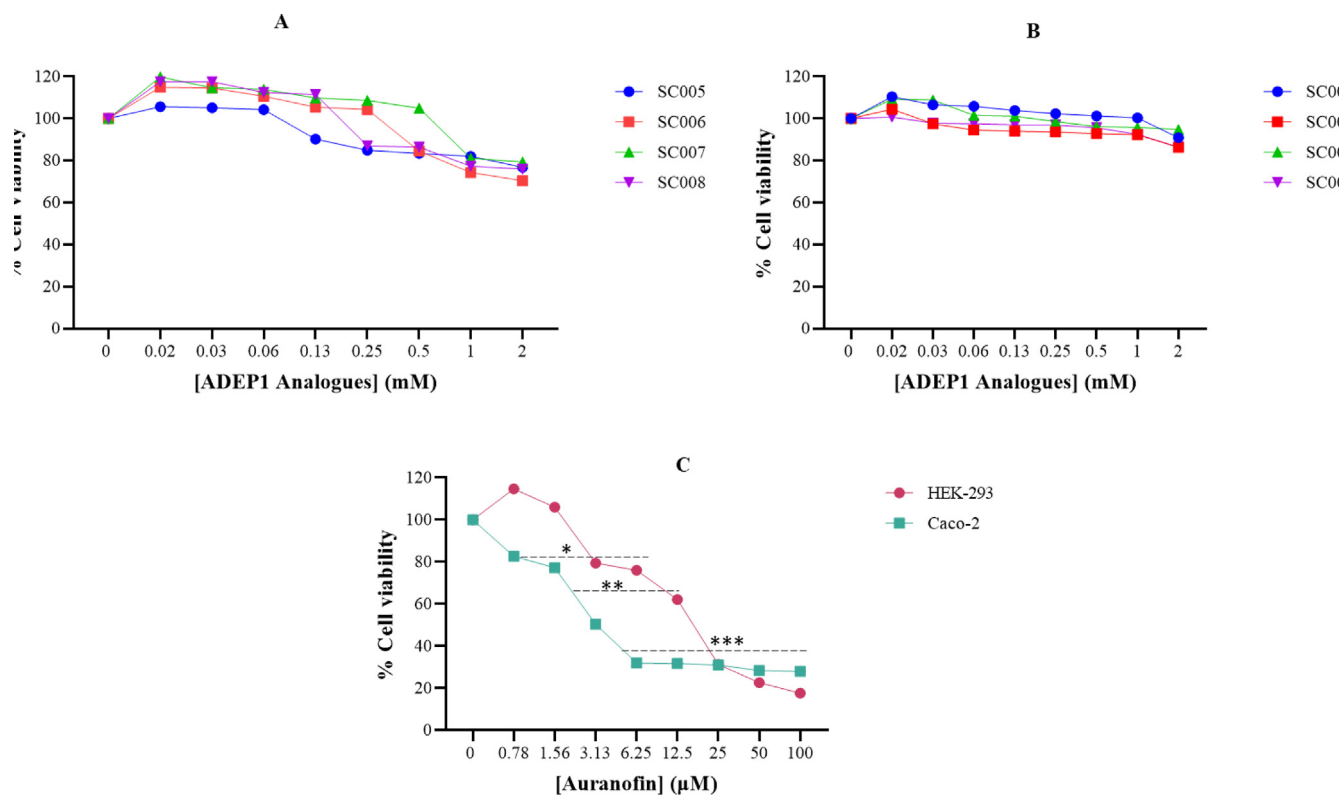 A
120
100
80
60
40
20
0
% Cell viability
0 0.02 0.03 0.06 0.13 0.25 0.5 1 2
[ADEP1 Analogues] (mM)
SC005
SC006
SC007
SC008
B
120
100
80
60
40
20
0
% Cell viability
0 0.02 0.03 0.06 0.13 0.25 0.5 1 2
[ADEP1 Analogues] (mM)
SC00
SC00
SC00
SC00
C
120
100
80
60
40
20
0
% Cell viability
*
**
***
0 0.78 1.56 3.13 6.25 12.5 25 50 100
[Auranofin] (µM)
HEK-293
Caco-2